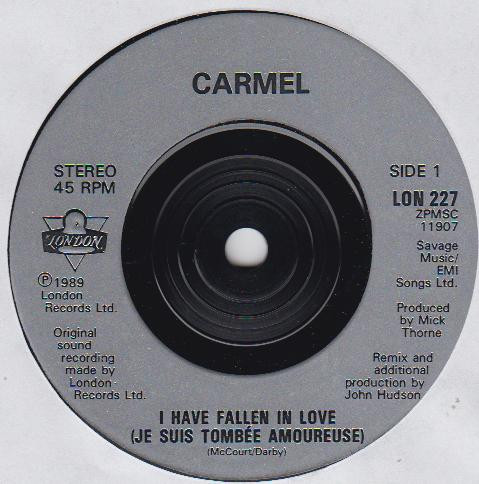 CARMEL
STEREO
45 RPM
SIDE 1
LON 227
ZPMSC
11907
LONDON
℗ 1989
London
Records Ltd.
Original
sound
recording
made by
London
Records Ltd.
Savage
Music/
EMI
Songs Ltd.
Produced
by Mick
Thorne
Remix and
additional
production by
John Hudson
I HAVE FALLEN IN LOVE
(JE SUIS TOMBÉE AMOUREUSE)
(McCourt/Darby)